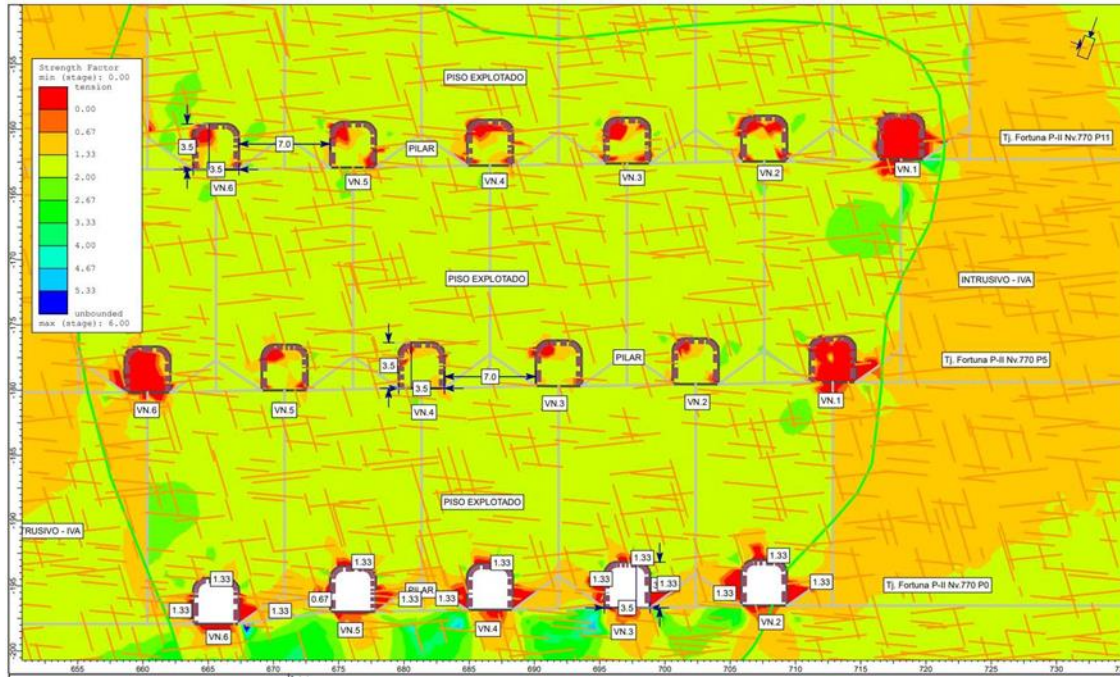 -155
PISO EXPLOTADO
Strength Factor
min (stage): 0.00
tension
0.00
0.67
1.33
2.00
2.67
3.33
4.00
4.67
5.33
unbounded
max (stage): 6.00
-160
3.5
7.0
3.5
PILAR
Tj. Fortuna P-II Nv.770 P11
VN.6
VN.5
VN.4
VN.3
VN.2
VN.1
-165
-170
PISO EXPLOTADO
INTRUSIVO - IVA
-175
3.5
7.0
3.5
PILAR
Tj. Fortuna P-II Nv.770 P5
-180
VN.6
VN.5
VN.4
VN.3
VN.2
VN.1
-185
PISO EXPLOTADO
-190
TRUSIVO - IVA
1.33
1.33
1.33
1.33
1.33
-195
1.33
1.33
1.33
Tj. Fortuna P-II Nv.770 P0
0.67
PILAR
1.33
1.33
1.33
1.33
1.33
3.5
VN.6
VN.5
VN.4
VN.3
VN.2
-200
655 660 665 670 675 680 685 690 695 700 705 710 715 720 725 730